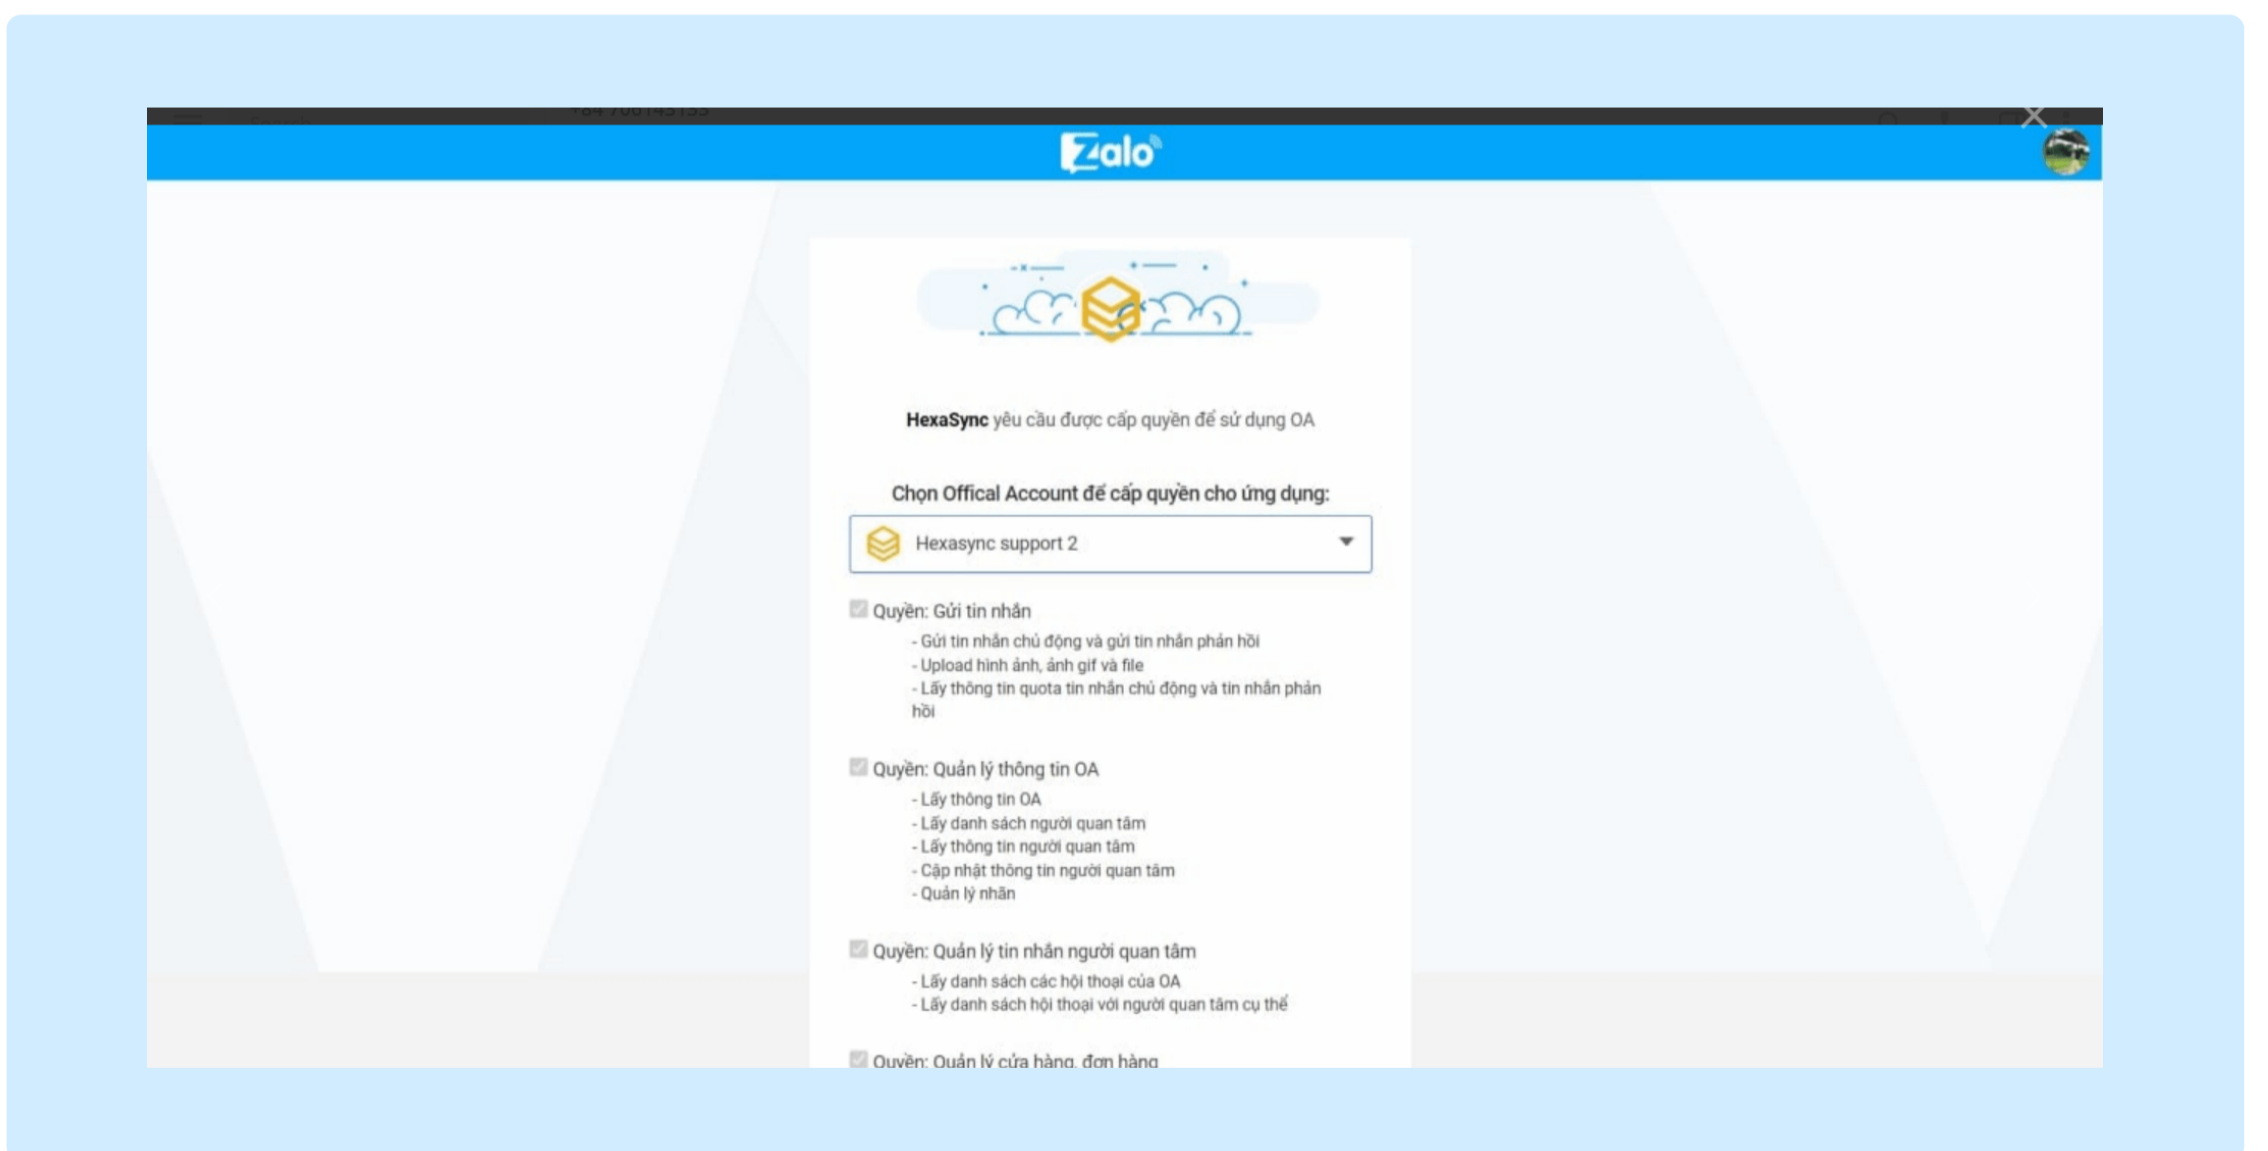 +84 706143133
Search
Zalo
HexaSync yêu cầu được cấp quyền để sử dụng OA
Chọn Offical Account để cấp quyền cho ứng dụng:
Hexasync support 2
Quyền: Gửi tin nhắn
- Gửi tin nhắn chủ động và gửi tin nhắn phản hồi
- Upload hình ảnh, ảnh gif và file
- Lấy thông tin quota tin nhắn chủ động và tin nhắn phản
hồi
Quyền: Quản lý thông tin OA
- Lấy thông tin OA
- Lấy danh sách người quan tâm
- Lấy thông tin người quan tâm
- Cập nhật thông tin người quan tâm
- Quản lý nhãn
Quyền: Quản lý tin nhắn người quan tâm
- Lấy danh sách các hội thoại của OA
- Lấy danh sách hội thoại với người quan tâm cụ thể
Quyền: Quản lý cửa hàng, đơn hàng